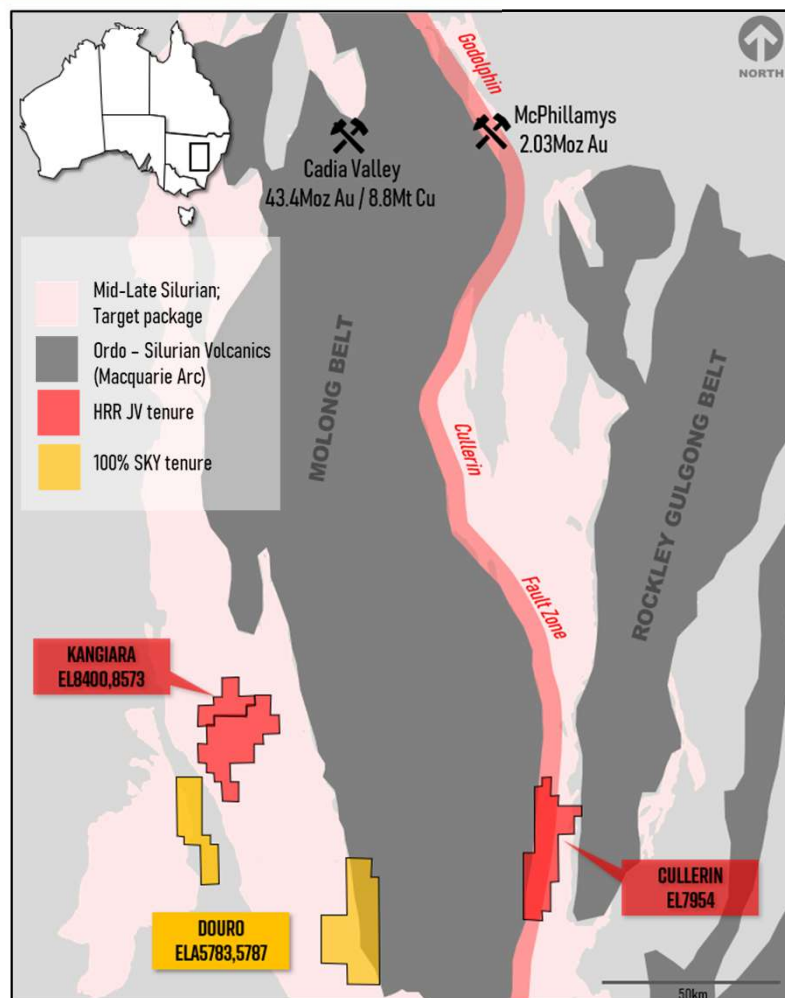 NORTH
Godolphin
McPhillamys
2.03Moz Au
Cadia Valley
43.4Moz Au / 8.8Mt Cu
Mid-Late Silurian;
Target package
Ordo - Silurian Volcanics
(Macquarie Arc)
HRR JV tenure
100% SKY tenure
MOLONG BELT
Cullerin
ROCKLEY GULGONG BELT
Fault Zone
KANGIARA
EL8400,8573
CULLERIN
EL7954
DOURO
ELA5783,5787
50km